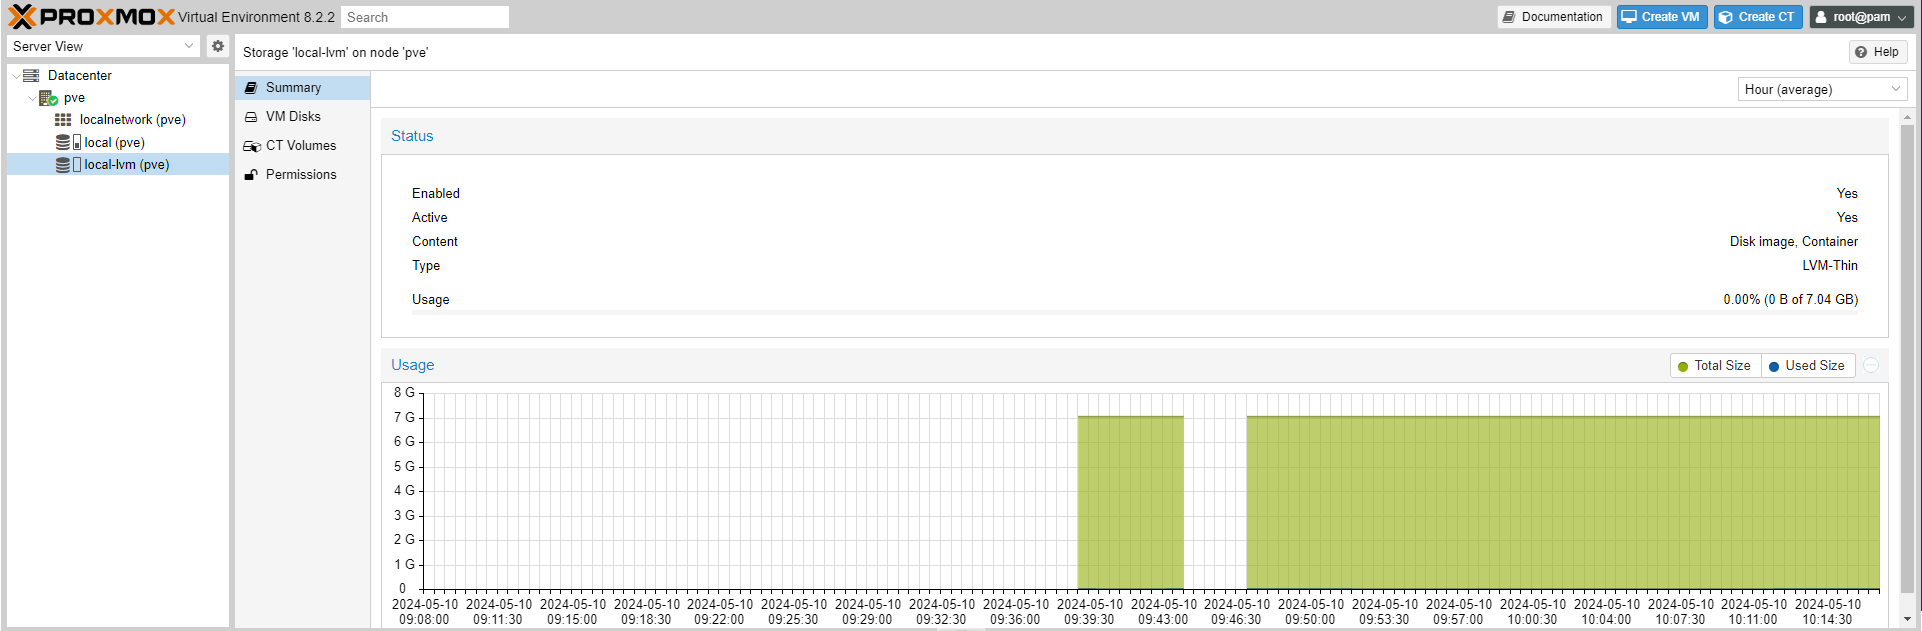 PROXMOX Virtual Environment 8.2.2 Search Documentation Create VM Create CT root@pam
Server View
Storage 'local-lvm' on node 'pve' Help
Datacenter
pve
localnetwork (pve)
local (pve)
local-lvm (pve)
Summary
VM Disks
CT Volumes
Permissions
Hour (average)
Status
Enabled Yes
Active Yes
Content Disk image, Container
Type LVM-Thin
Usage 0.00% (0 B of 7.04 GB)
Usage Total Size Used Size
8 G
7 G
6 G
5 G
4 G
3 G
2 G
1 G
0
2024-05-10 2024-05-10 2024-05-10 2024-05-10 2024-05-10 2024-05-10 2024-05-10 2024-05-10 2024-05-10 2024-05-10 2024-05-10 2024-05-10 2024-05-10 2024-05-10 2024-05-10 2024-05-10 2024-05-10 2024-05-10 2024-05-10 2024-05-10
09:08:00 09:11:30 09:15:00 09:18:30 09:22:00 09:25:30 09:29:00 09:32:30 09:36:00 09:39:30 09:43:00 09:46:30 09:50:00 09:53:30 09:57:00 10:00:30 10:04:00 10:07:30 10:11:00 10:14:30